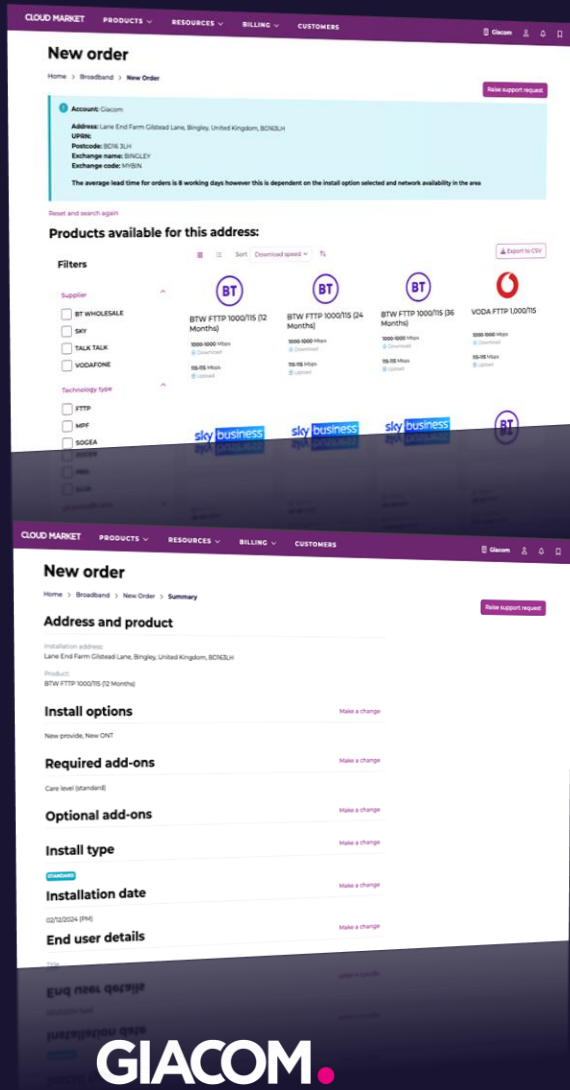 CLOUD MARKET PRODUCTS RESOURCES BILLING CUSTOMERS Giacom
New order
Home > Broadband > New Order
Raise support request
Account: Giacom
Address: Lane End Farm Gilstead Lane, Bingley, United Kingdom, BD163LH
UPRN:
Postcode: BD16 3LH
Exchange name: BINGLEY
Exchange code: MYBIN
The average lead time for orders is 8 working days however this is dependent on the install option selected and network availability in the area
Reset and search again
Products available for this address:
Filters
Sort Download speed
Export to CSV
Supplier
BT WHOLESALE
SKY
TALK TALK
VODAFONE
Technology type
FTTP
MPF
SOGEA
BT
BTW FTTP 1000/115 (12
Months)
1000-1000 Mbps
Download
115-115 Mbps
Upload
BT
BTW FTTP 1000/115 (24
Months)
1000-1000 Mbps
Download
115-115 Mbps
Upload
BT
BTW FTTP 1000/115 (36
Months)
1000-1000 Mbps
Download
115-115 Mbps
Upload
VODA FTTP 1,000/115
1000-1000 Mbps
Download
115-115 Mbps
Upload
sky business
sky business
sky business
BT
CLOUD MARKET PRODUCTS RESOURCES BILLING CUSTOMERS Giacom
New order
Home > Broadband > New Order > Summary
Raise support request
Address and product
Installation address:
Lane End Farm Gilstead Lane, Bingley, United Kingdom, BD163LH
Product:
BTW FTTP 1000/115 (12 Months)
Install options Make a change
New provide, New ONT
Required add-ons Make a change
Care level (standard)
Optional add-ons Make a change
Install type Make a change
STANDARD
Installation date Make a change
02/12/2024 (PM)
End user details Make a change
Title
GIACOM.